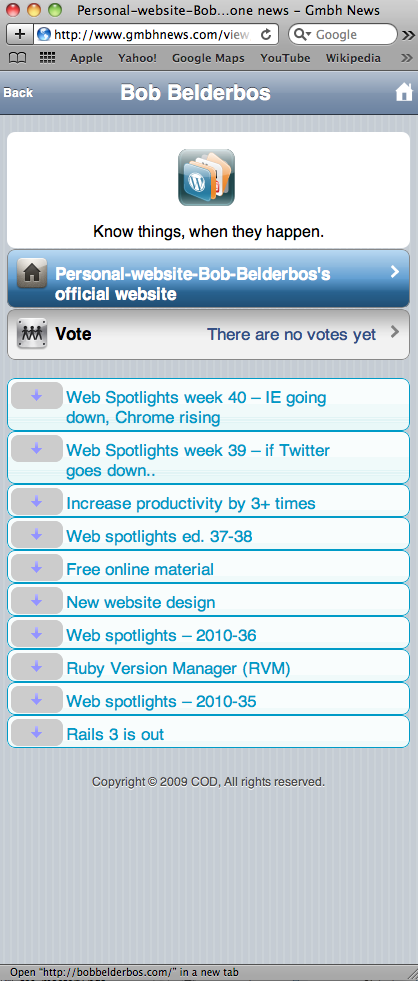 Personal-website-Bob...one news – Gmbh News
http://www.gmbhnews.com/view
Google
Apple Yahoo! Google Maps YouTube Wikipedia
Back
Bob Belderbos
Know things, when they happen.
Personal-website-Bob-Belderbos's
official website
Vote There are no votes yet
Web Spotlights week 40 – IE going
down, Chrome rising
Web Spotlights week 39 – if Twitter
goes down..
Increase productivity by 3+ times
Web spotlights ed. 37-38
Free online material
New website design
Web spotlights – 2010-36
Ruby Version Manager (RVM)
Web spotlights – 2010-35
Rails 3 is out
Copyright © 2009 COD, All rights reserved.
Open “http://bobbelderbos.com/” in a new tab